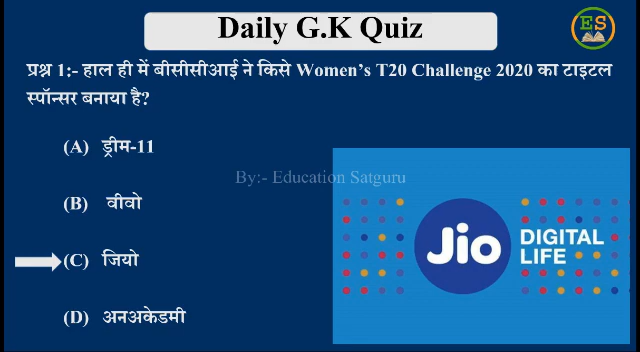 Daily G.K Quiz
ES
प्रश्न 1:- हाल ही में बीसीसीआई ने किसे Women's T20 Challenge 2020 का टाइटल
स्पॉन्सर बनाया है?
(A) ड्रीम-11
By:- Education Satguru
(B) वीवो
(C) जियो
(D) अनअकेडमी
Jio DIGITAL
LIFE